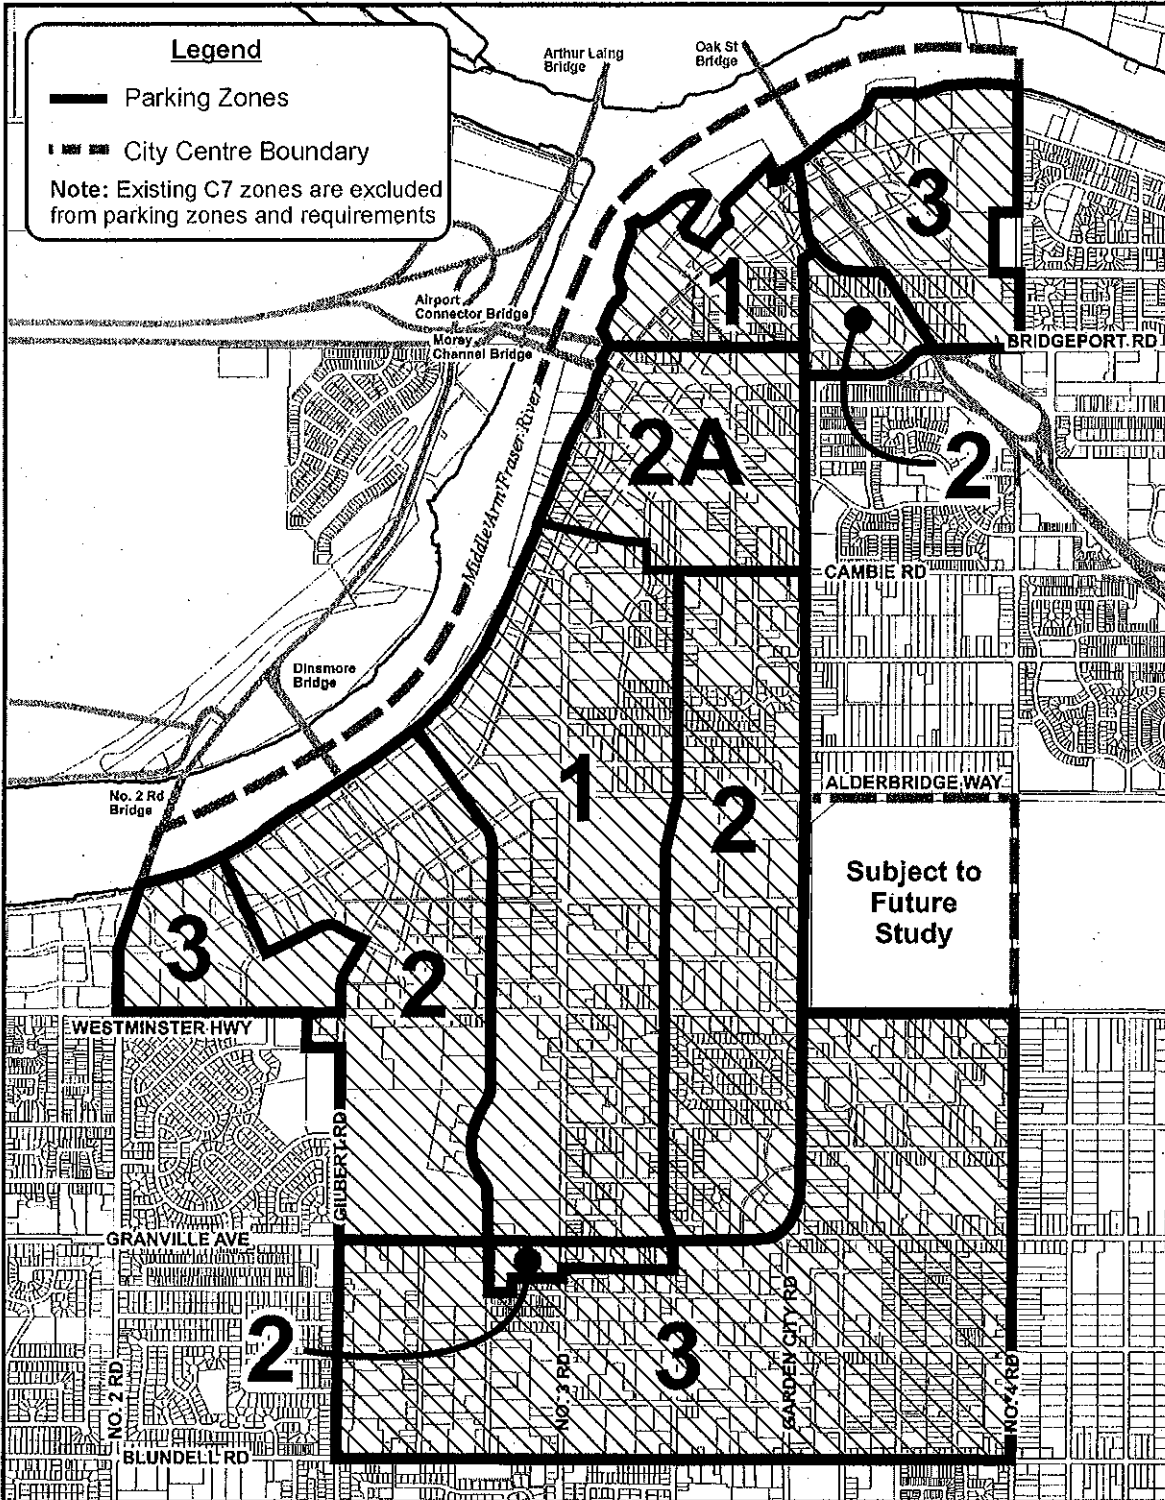 Legend
Parking Zones
City Centre Boundary
Note: Existing C7 zones are excluded
from parking zones and requirements
Arthur Laing
Bridge
Oak St
Bridge
3
1
Airport
Connector Bridge
Moray
Channel Bridge
BRIDGEPORT RD
2A
2
Middle Arm Fraser River
CAMBIE RD
Dinsmore
Bridge
No. 2 Rd
Bridge
1
2
ALDERBRIDGE WAY
Subject to
Future
Study
3
2
WESTMINSTER HWY
GILBERT RD
GRANVILLE AVE
2
3
NO. 2 RD
NO. 3 RD
GARDEN CITY RD
NO. 4 RD
BLUNDELL RD